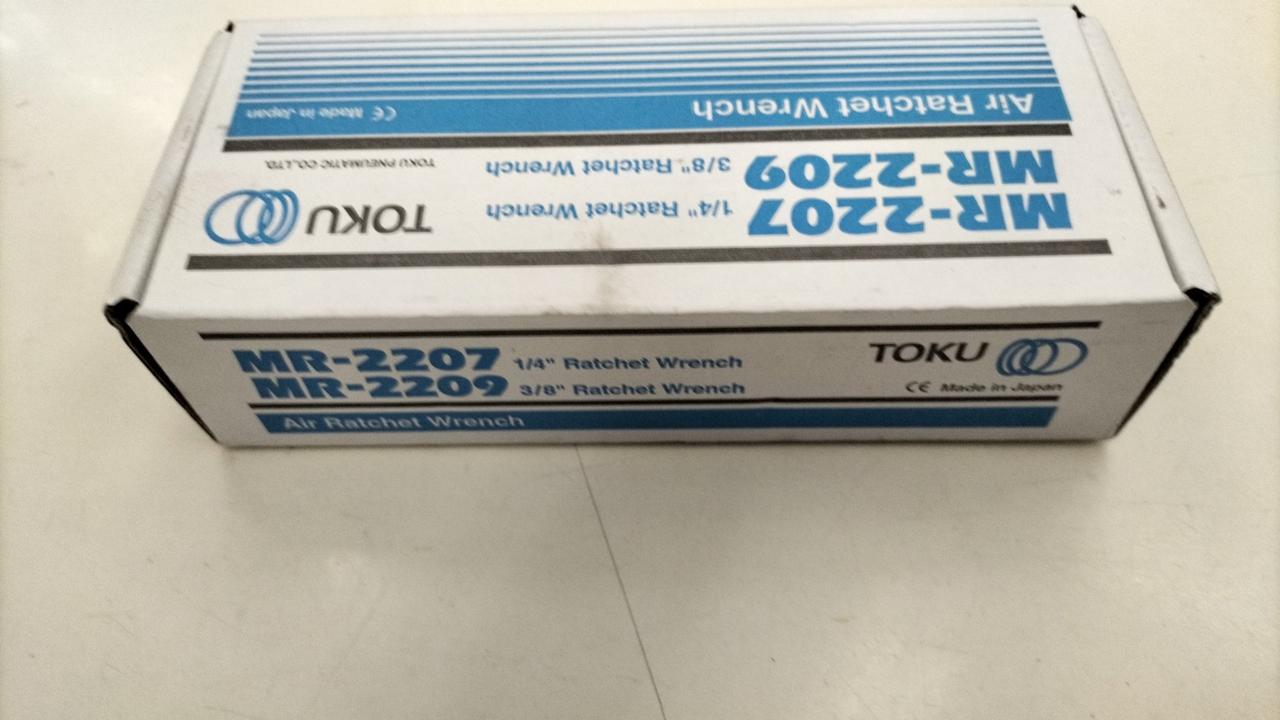 Air Ratchet Wrench
CE Made in Japan
MR-2209 3/8" Ratchet Wrench
TOKU PNEUMATIC CO.,LTD.
MR-2207 1/4" Ratchet Wrench
TOKU
MR-2207 1/4" Ratchet Wrench
TOKU
MR-2209 3/8" Ratchet Wrench
CE Made in Japan
Air Ratchet Wrench